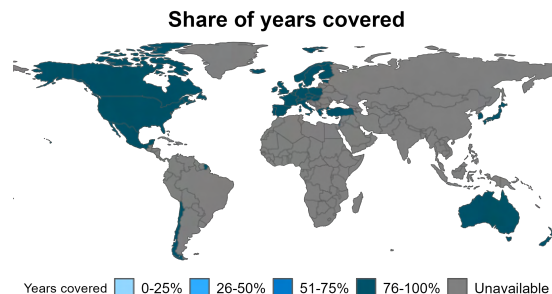 Share of years covered
Years covered 0-25% 26-50% 51-75% 76-100% Unavailable